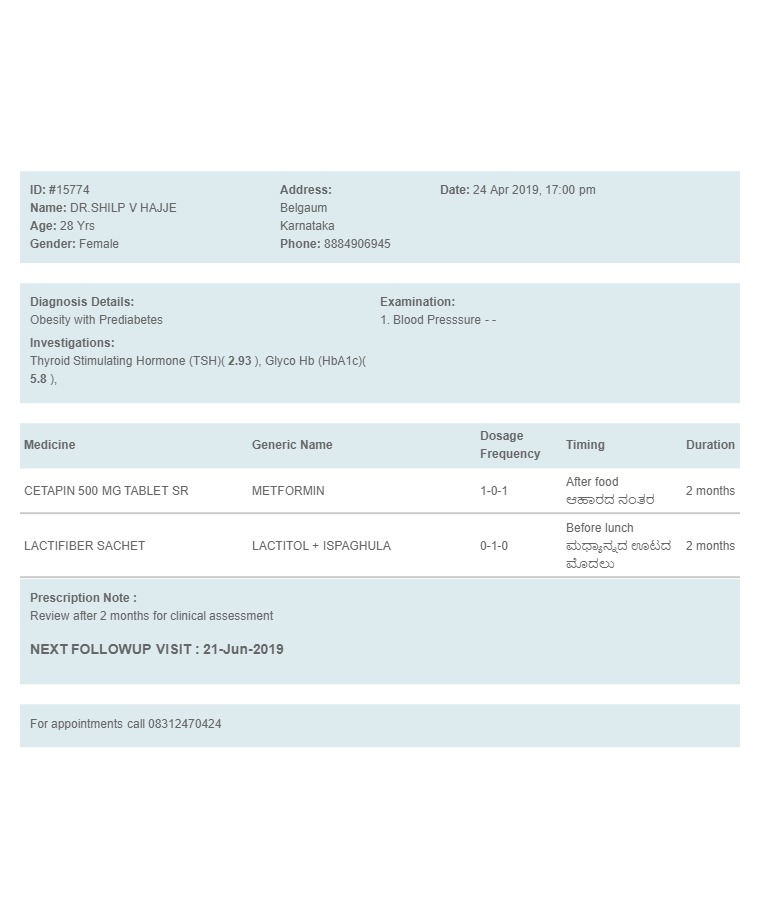 ID: #15774
Name: DR.SHILP V HAJJE
Age: 28 Yrs
Gender: Female
Address:
Belgaum
Karnataka
Phone: 8884906945
Date: 24 Apr 2019, 17:00 pm
Diagnosis Details:
Obesity with Prediabetes
Investigations:
Thyroid Stimulating Hormone (TSH)( 2.93 ), Glyco Hb (HbA1c)(
5.8 ),
Examination:
1. Blood Presssure - -
Medicine Generic Name Dosage Frequency Timing Duration
CETAPIN 500 MG TABLET SR METFORMIN 1-0-1 After food 2 months
ಆಹಾರದ ನಂತರ
LACTIFIBER SACHET LACTITOL + ISPAGHULA 0-1-0 Before lunch 2 months
ಮಧ್ಯಾನ್ನದ ಊಟದ
ಮೊದಲು
Prescription Note :
Review after 2 months for clinical assessment
NEXT FOLLOWUP VISIT : 21-Jun-2019
For appointments call 08312470424